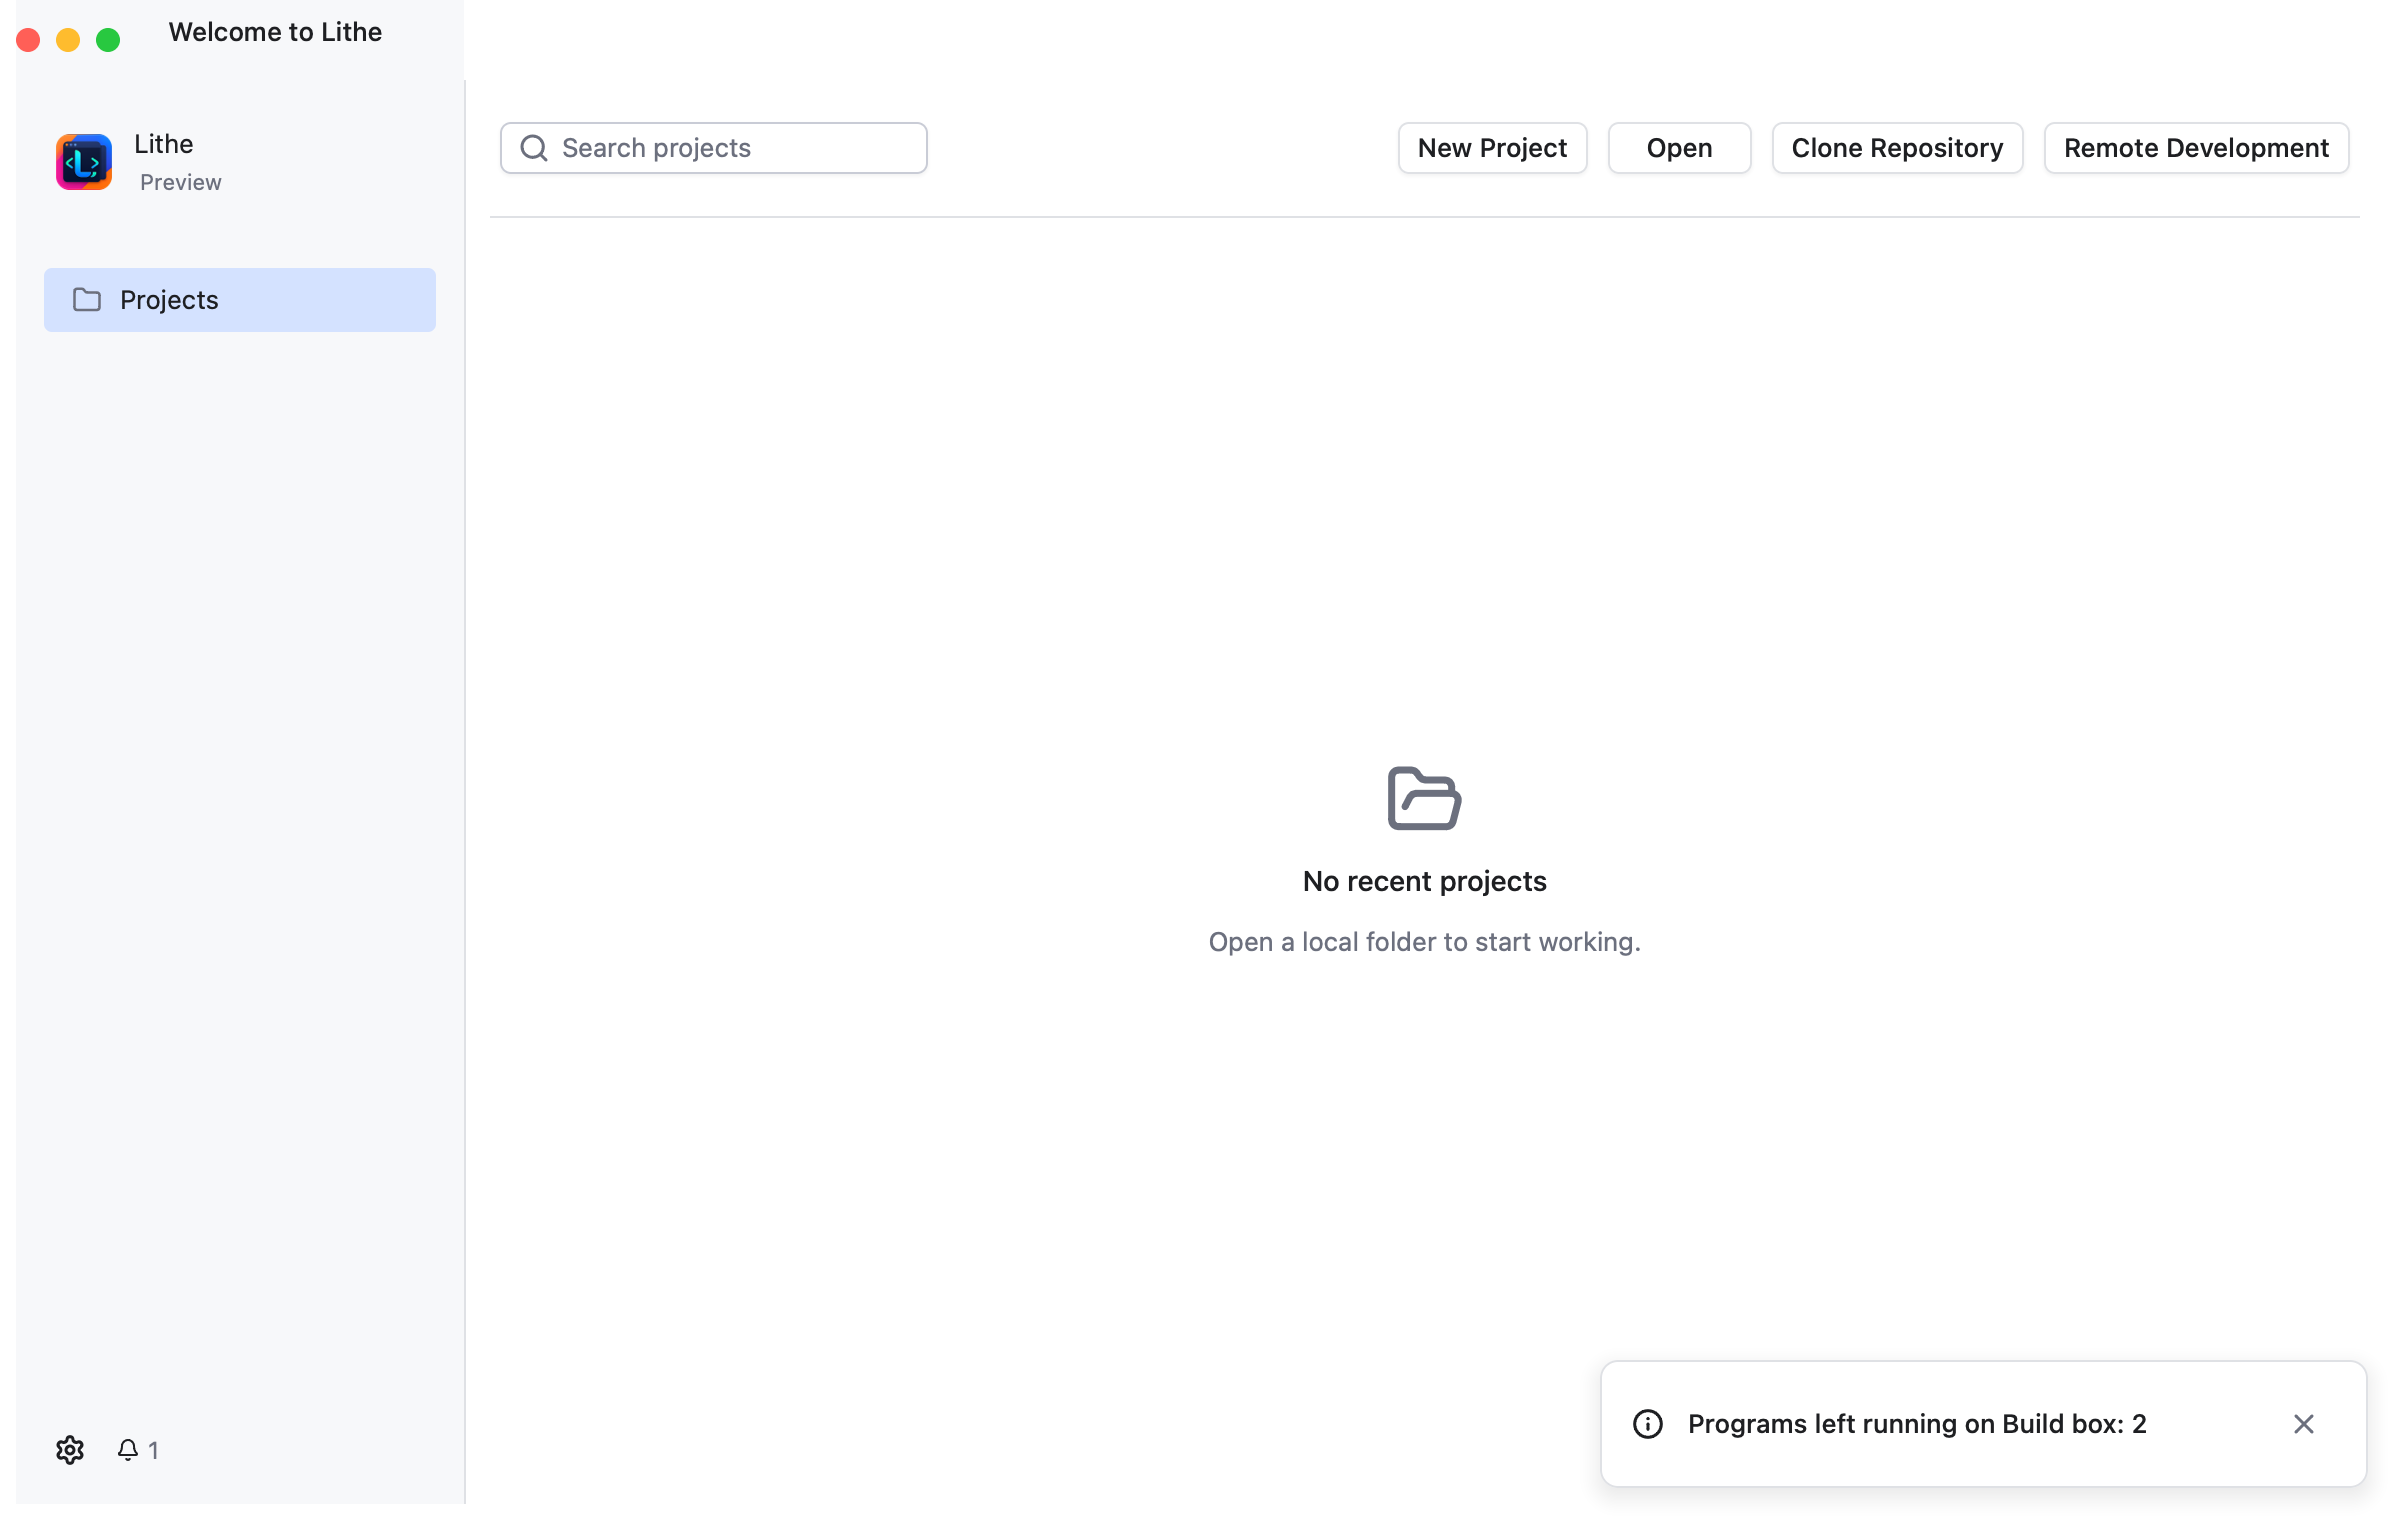 Welcome to Lithe
Lithe
Preview
Projects
Search projects
New Project
Open
Clone Repository
Remote Development
No recent projects
Open a local folder to start working.
Programs left running on Build box: 2
1